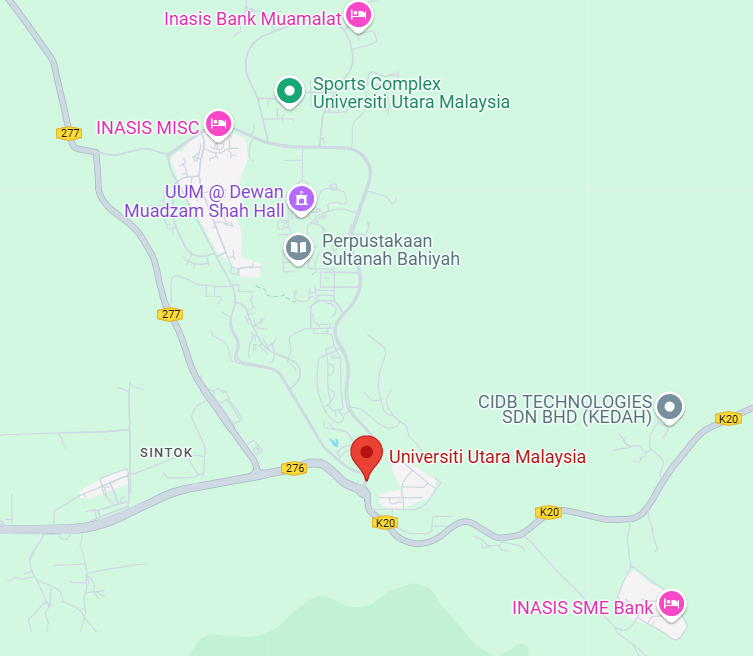 Inasis Bank Muamalat
Sports Complex
Universiti Utara Malaysia
INASIS MISC
277
UUM @ Dewan
Muadzam Shah Hall
Perpustakaan
Sultanah Bahiyah
277
CIDB TECHNOLOGIES
SDN BHD (KEDAH)
K20
SINTOK
Universiti Utara Malaysia
276
K20
K20
INASIS SME Bank